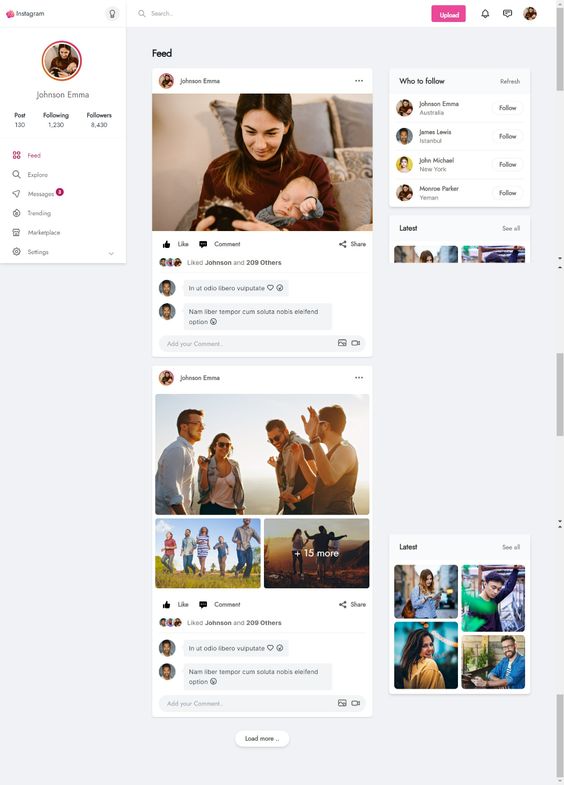 Instagram
Search..
Upload
Johnson Emma
Post
Following
Followers
130
1,230
8,430
Feed
Explore
Messages
3
Trending
Marketplace
Settings
Feed
Johnson Emma
Like
Comment
Share
Liked Johnson and 209 Others
In ut odio libero vulputate
Nam liber tempor cum soluta nobis eleifend
option
Add your Comment..
Johnson Emma
+ 15 more
Like
Comment
Share
Liked Johnson and 209 Others
In ut odio libero vulputate
Nam liber tempor cum soluta nobis eleifend
option
Add your Comment..
Load more ..
Who to follow
Refresh
Johnson Emma
Australia
Follow
James Lewis
Istanbul
Follow
John Michael
New York
Follow
Monroe Parker
Yeman
Follow
Latest
See all
Latest
See all